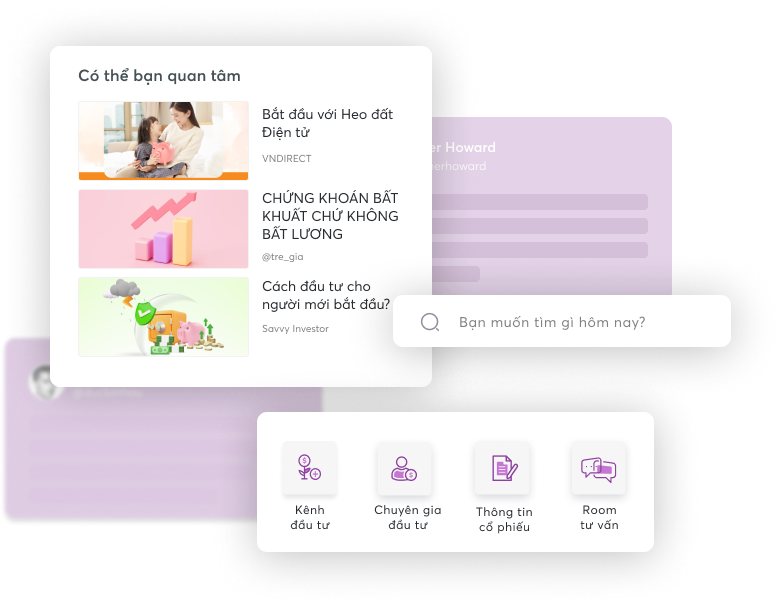 Có thể bạn quan tâm
Bắt đầu với Heo đất
Điện tử
VNDIRECT
CHỨNG KHOÁN BẤT
KHUẤT CHỨ KHÔNG
BẤT LƯƠNG
@tre_gia
Cách đầu tư cho
người mới bắt đầu?
Savvy Investor
er Howard
erhoward
Bạn muốn tìm gì hôm nay?
Kênh
đầu tư
Chuyên gia
đầu tư
Thông tin
cổ phiếu
Room
tư vấn